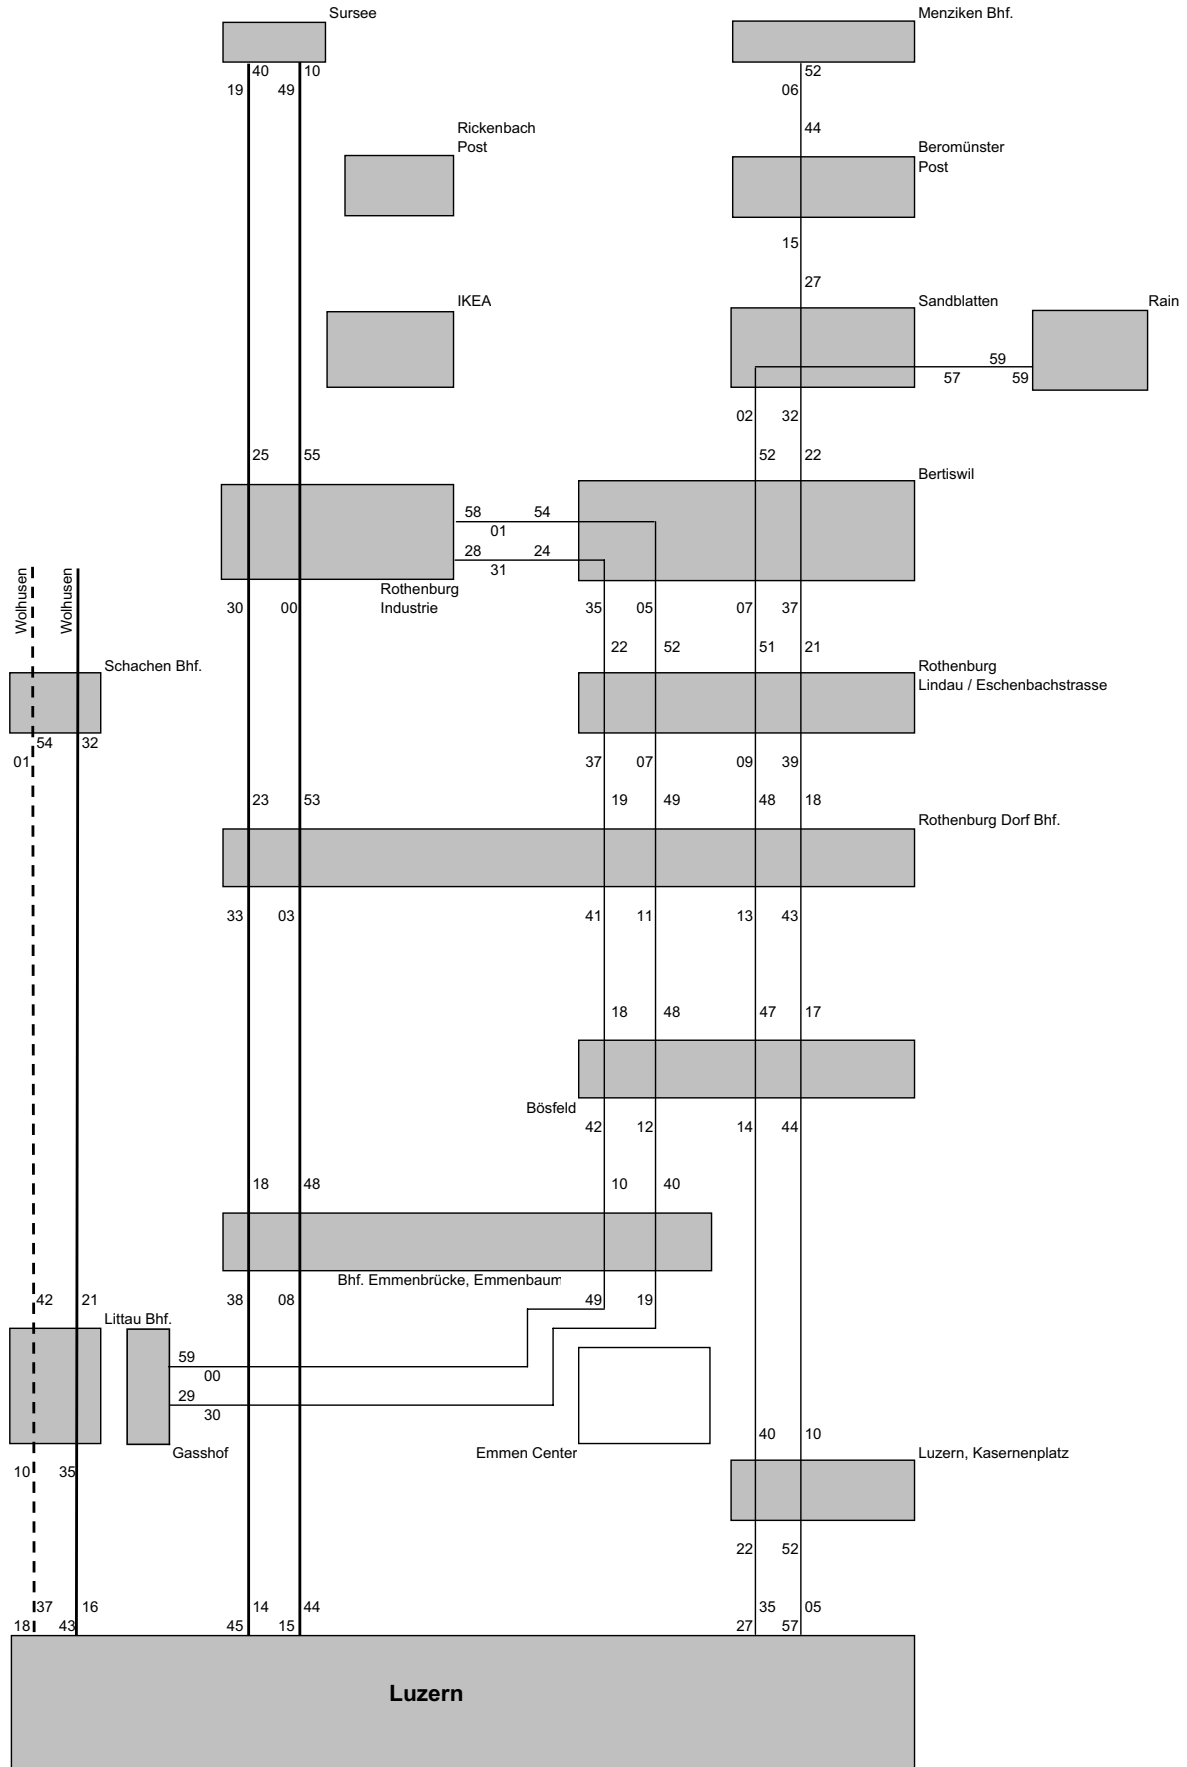 Sursee
Menziken Bhf.
40 10 52
19 49 06
Rickenbach
Post
44
Beromünster
Post
15
27
IKEA
Sandblatten
Rain
59
57 59
02 32
25 55 52 22
Bertiswil
58 54
01
28 24
31
Rothenburg
Industrie
Wolhusen
Wolhusen
30 00 35 05 07 37
22 52 51 21
Schachen Bhf.
Rothenburg
Lindau / Eschenbachstrasse
54 32
01 37 07 09 39
23 53 19 49 48 18
Rothenburg Dorf Bhf.
33 03 41 11 13 43
18 48 47 17
Bösfeld
42 12 14 44
18 48 10 40
Bhf. Emmenbrücke, Emmenbaum
42 21 38 08 49 19
Littau Bhf.
59
00
29
30
40 10
Gasshof
Emmen Center
Luzern, Kasernenplatz
10 35
22 52
37 16 14 44 35 05
18 43 45 15 27 57
Luzern